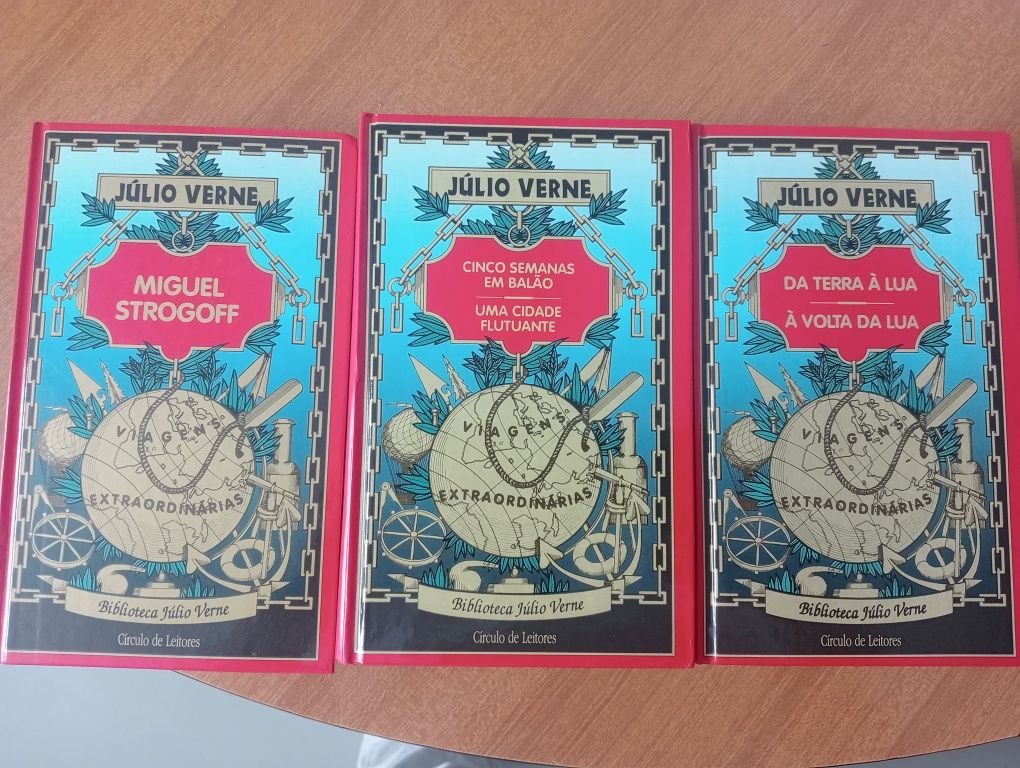 JÚLIO VERNE
MIGUEL
STROGOFF
VIAGENS
EXTRAORDINÁRIAS
Biblioteca Júlio Verne
Círculo de Leitores
JÚLIO VERNE
CINCO SEMANAS
EM BALÃO
UMA CIDADE
FLUTUANTE
VIAGENS
EXTRAORDINÁRIAS
Biblioteca Júlio Verne
Círculo de Leitores
JÚLIO VERNE
DA TERRA À LUA
À VOLTA DA LUA
VIAGENS
EXTRAORDINÁRIAS
Biblioteca Júlio Verne
Círculo de Leitores